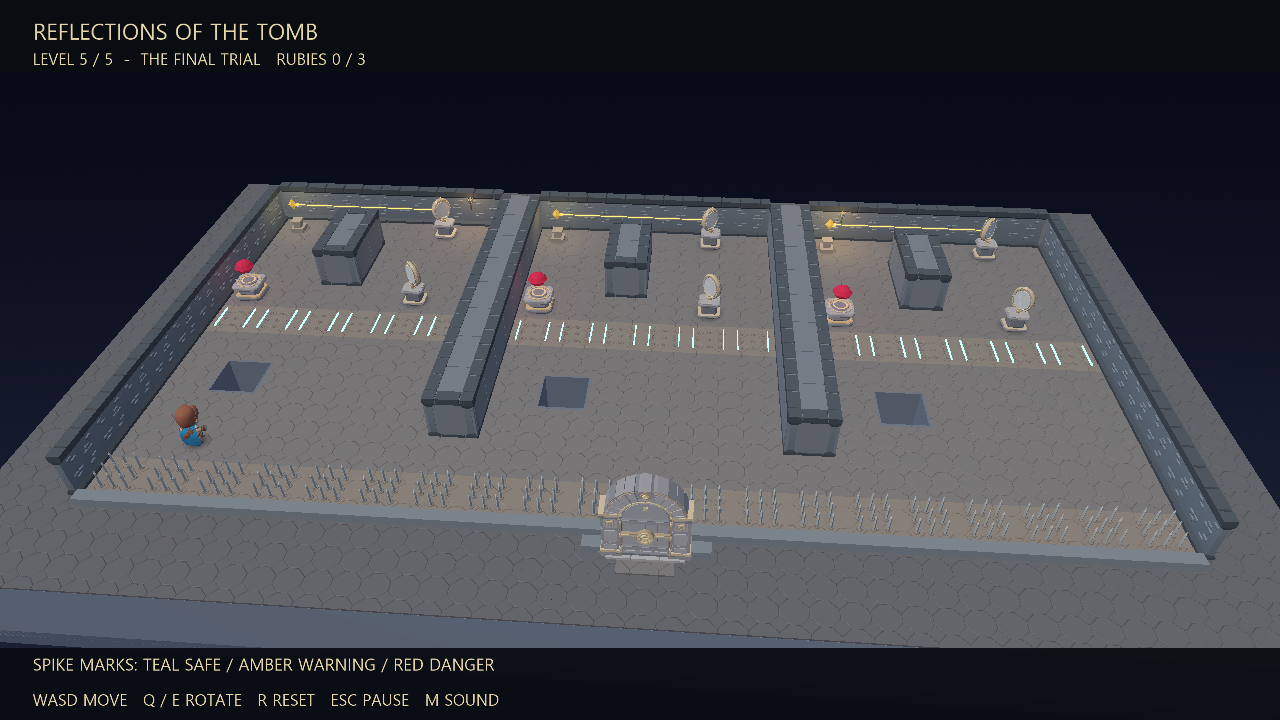 REFLECTIONS OF THE TOMB
LEVEL 5 / 5 - THE FINAL TRIAL RUBIES 0 / 3
SPIKE MARKS: TEAL SAFE / AMBER WARNING / RED DANGER
WASD MOVE Q / E ROTATE R RESET ESC PAUSE M SOUND